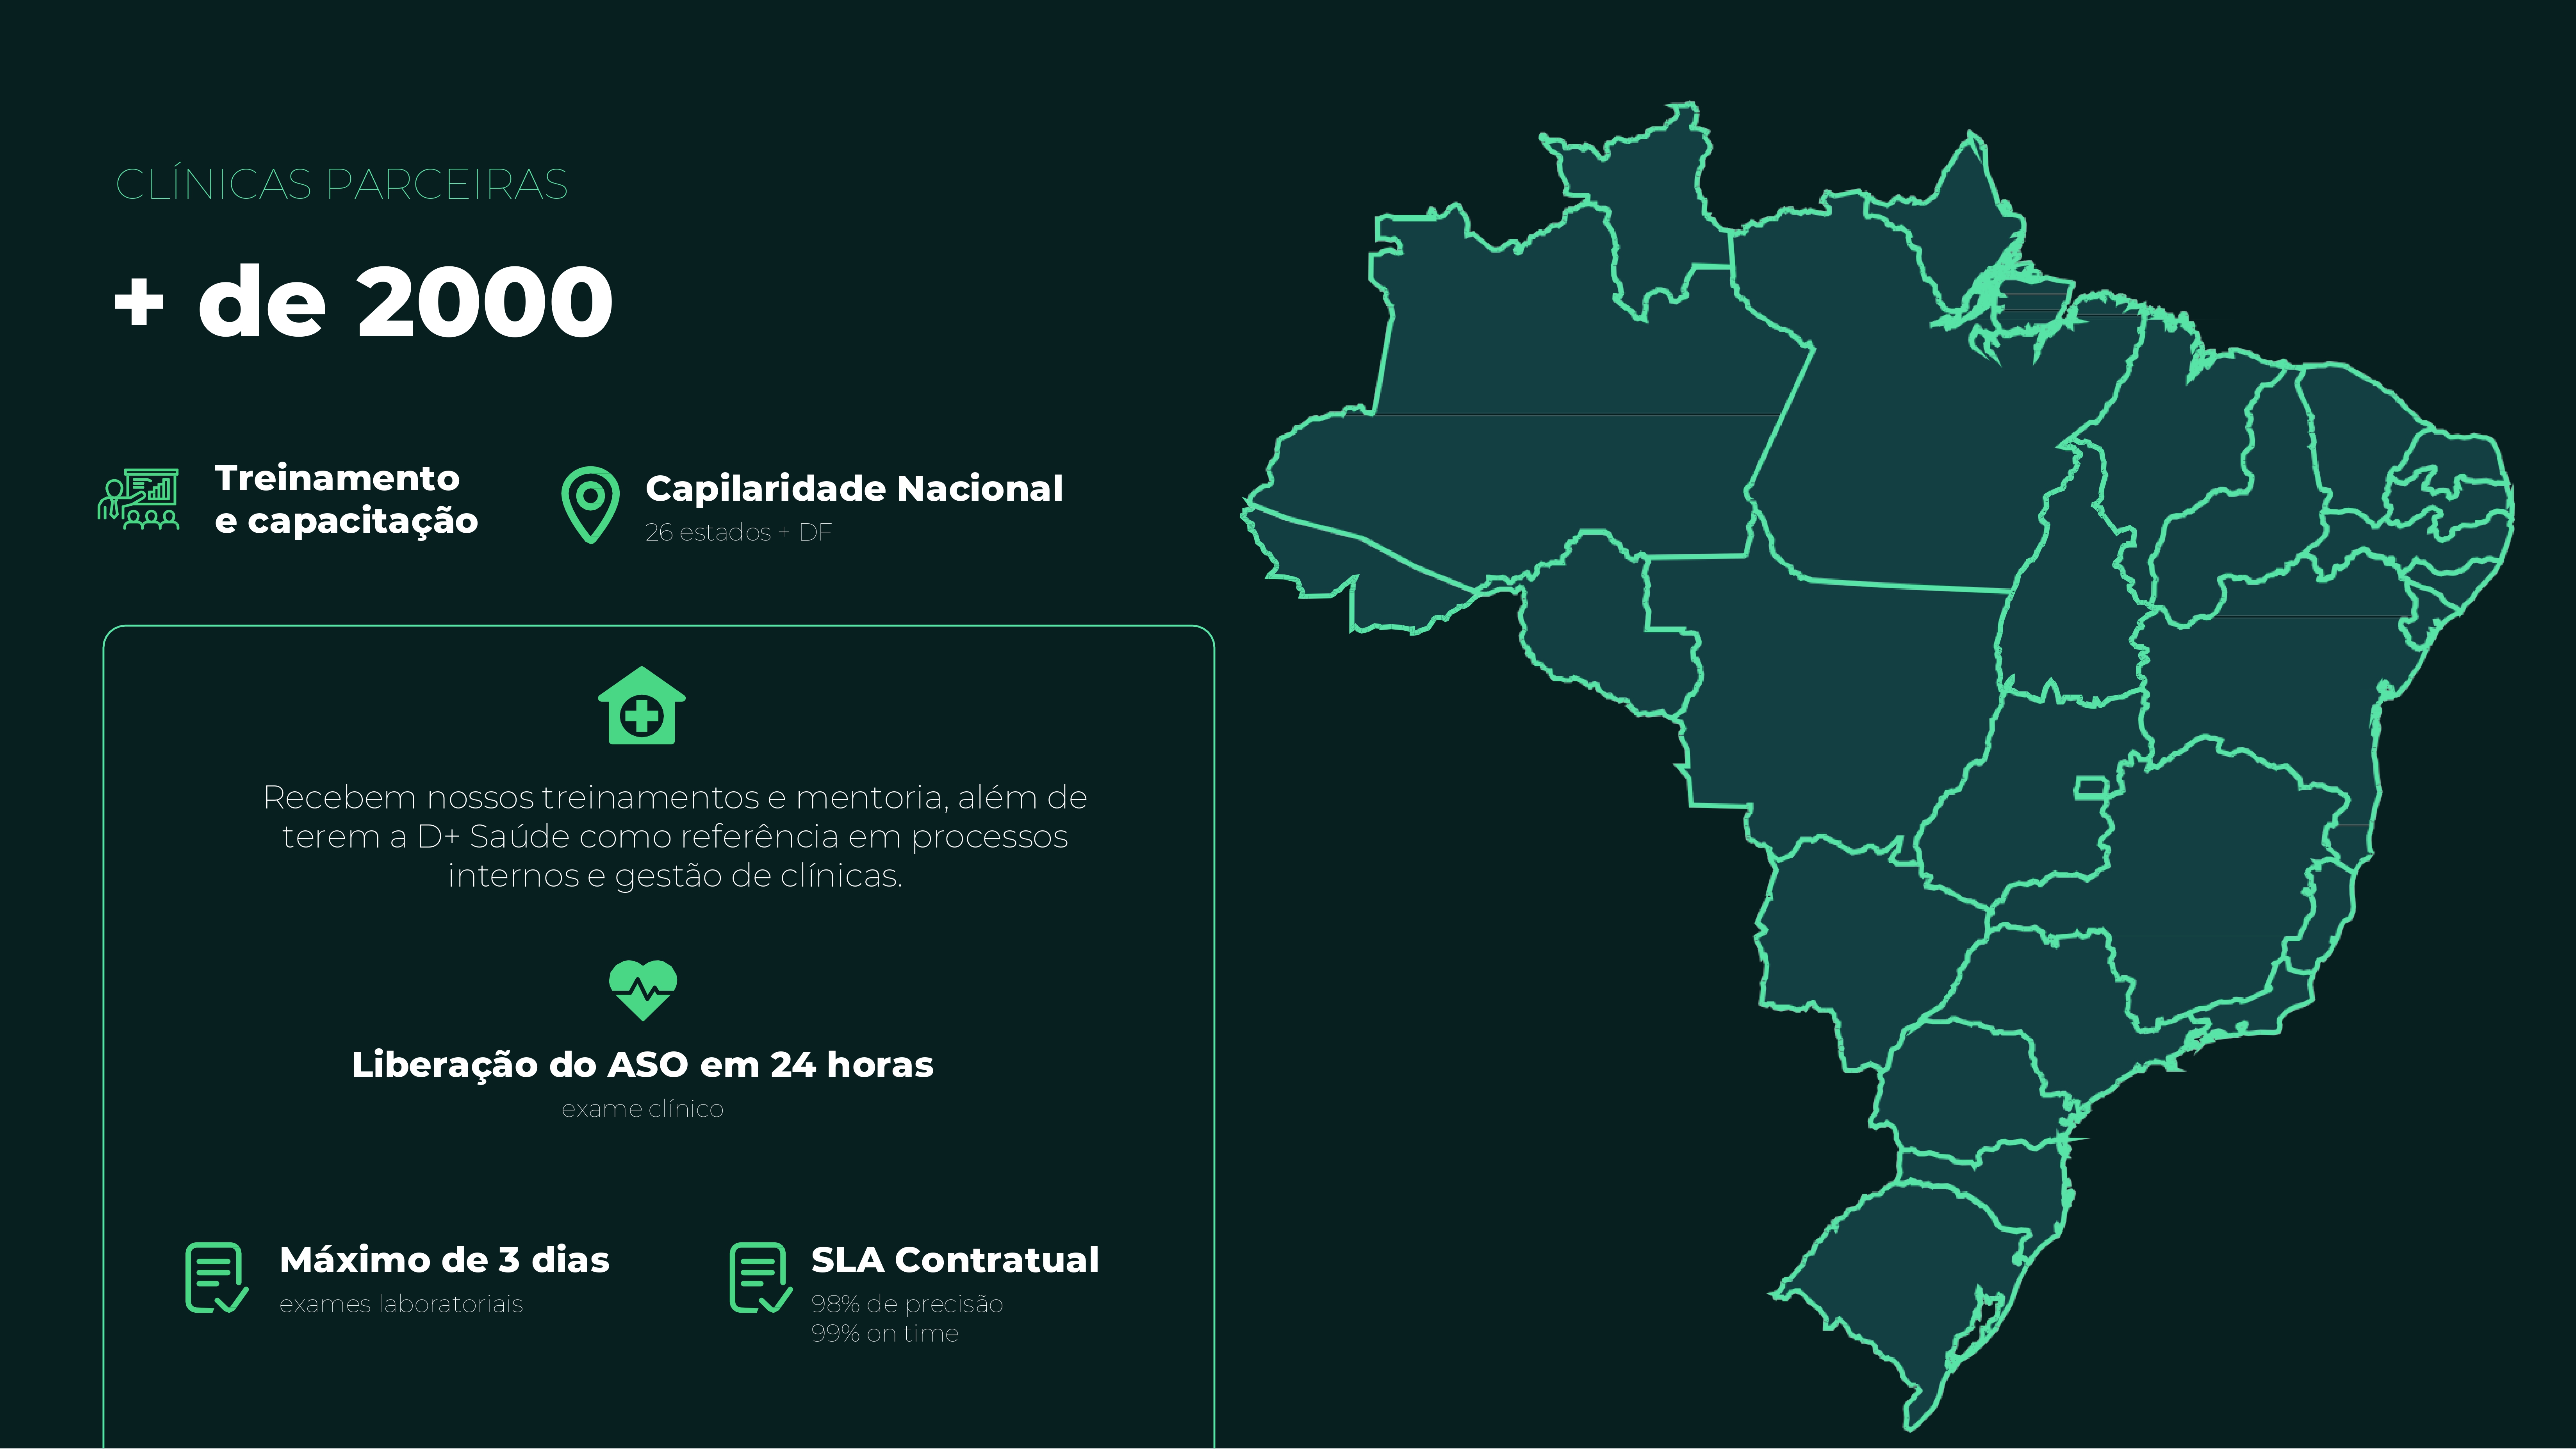 CLÍNICAS PARCEIRAS
+ de 2000
Treinamento
e capacitação
Capilaridade Nacional
26 estados + DF
Recebem nossos treinamentos e mentoria, além de
terem a D+ Saúde como referência em processos
internos e gestão de clínicas.
Liberação do ASO em 24 horas
exame clínico
Máximo de 3 dias
exames laboratoriais
SLA Contratual
98% de precisão
99% on time